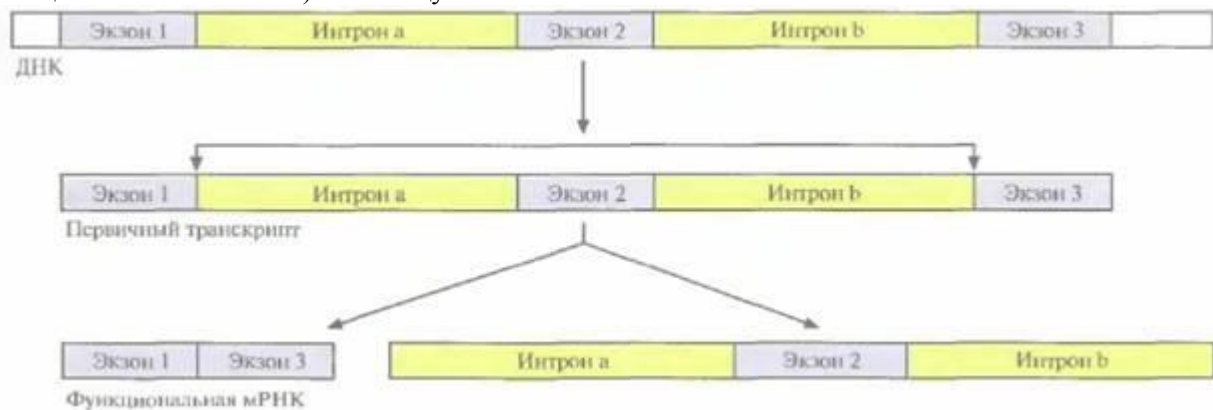 Экзон 1 Интрон a Экзон 2 Интрон b Экзон 3
ДНК
Экзон 1 Интрон a Экзон 2 Интрон b Экзон 3
Первичный транскрипт
Экзон 1 Экзон 3 Интрон a Экзон 2 Интрон b
Функциональная мРНК